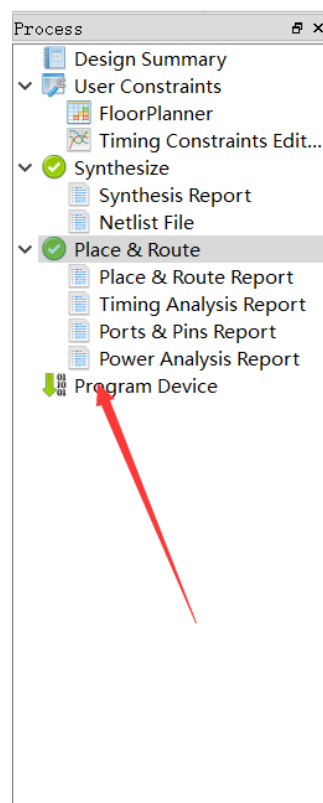 Process
Design Summary
User Constraints
FloorPlanner
Timing Constraints Edit...
Synthesize
Synthesis Report
Netlist File
Place & Route
Place & Route Report
Timing Analysis Report
Ports & Pins Report
Power Analysis Report
Program Device